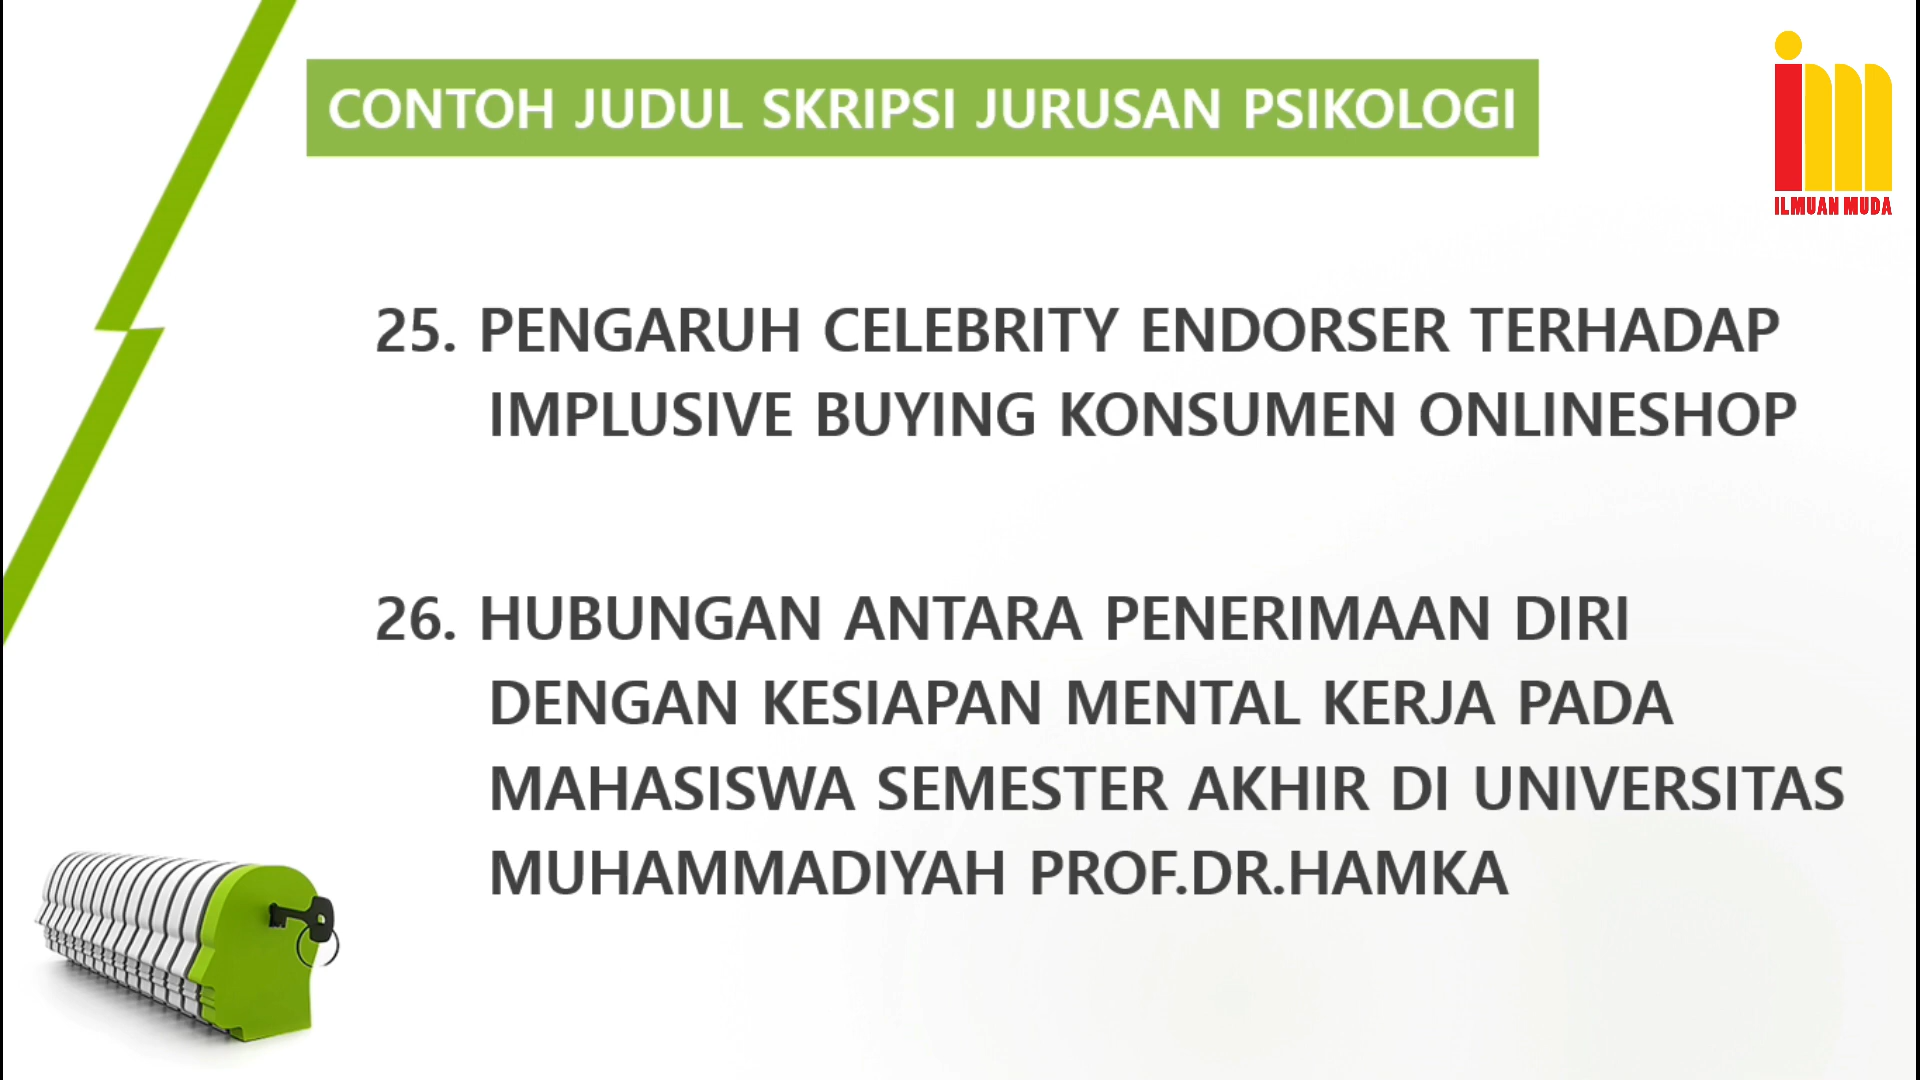 CONTOH JUDUL SKRIPSI JURUSAN PSIKOLOGI
im
ILMUAN MUDA
25. PENGARUH CELEBRITY ENDORSER TERHADAP
IMPLUSIVE BUYING KONSUMEN ONLINESHOP
26. HUBUNGAN ANTARA PENERIMAAN DIRI
DENGAN KESIAPAN MENTAL KERJA PADA
MAHASISWA SEMESTER AKHIR DI UNIVERSITAS
MUHAMMADIYAH PROF.DR.HAMKA